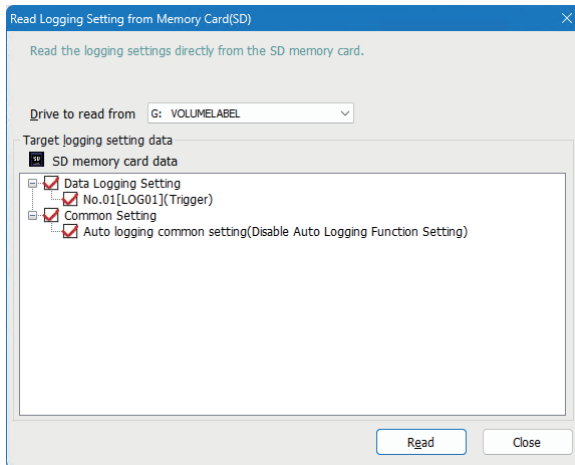 Read Logging Setting from Memory Card(SD)
Read the logging settings directly from the SD memory card.
Drive to read from G: VOLUMELABEL
Target logging setting data
SD memory card data
Data Logging Setting
No.01[LOG01](Trigger)
Common Setting
Auto logging common setting(Disable Auto Logging Function Setting)
Read Close